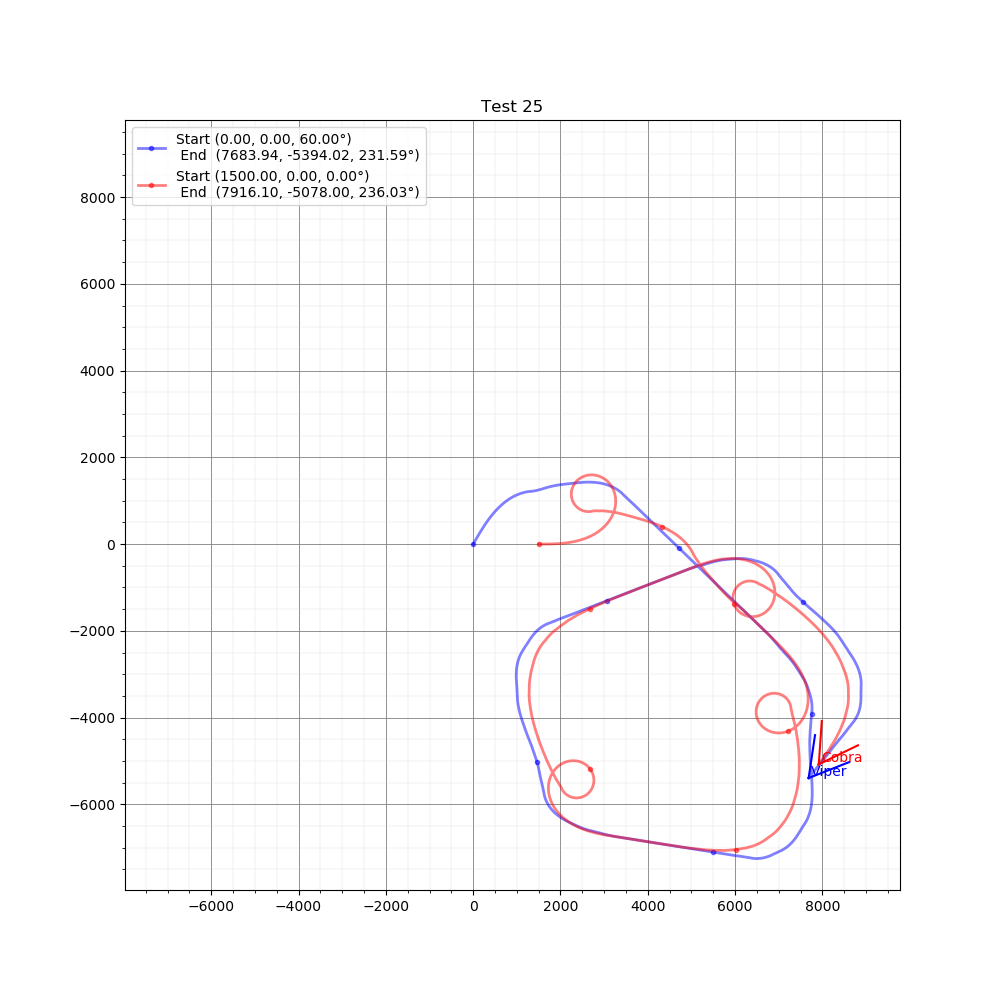 Test 25
Start (0.00, 0.00, 60.00°)
End  (7683.94, -5394.02, 231.59°)
Start (1500.00, 0.00, 0.00°)
End  (7916.10, -5078.00, 236.03°)
8000
6000
4000
2000
0
−2000
−4000
−6000
Cobra
Viper
−6000 −4000 −2000 0 2000 4000 6000 8000